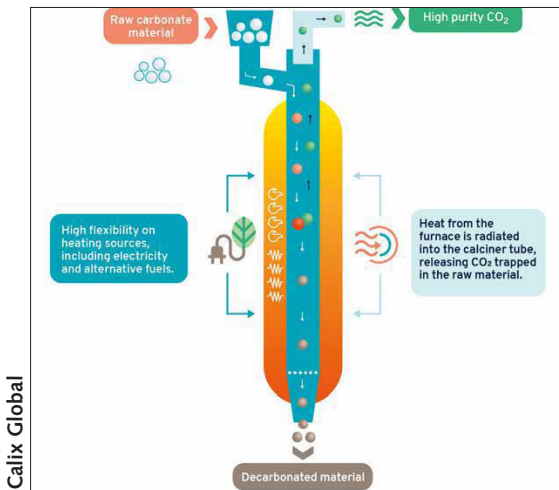 Raw carbonate
material
High purity CO₂
High flexibility on
heating sources,
including electricity
and alternative fuels.
Heat from the
furnace is radiated
into the calciner tube,
releasing CO₂ trapped
in the raw material.
Decarbonated material
Calix Global